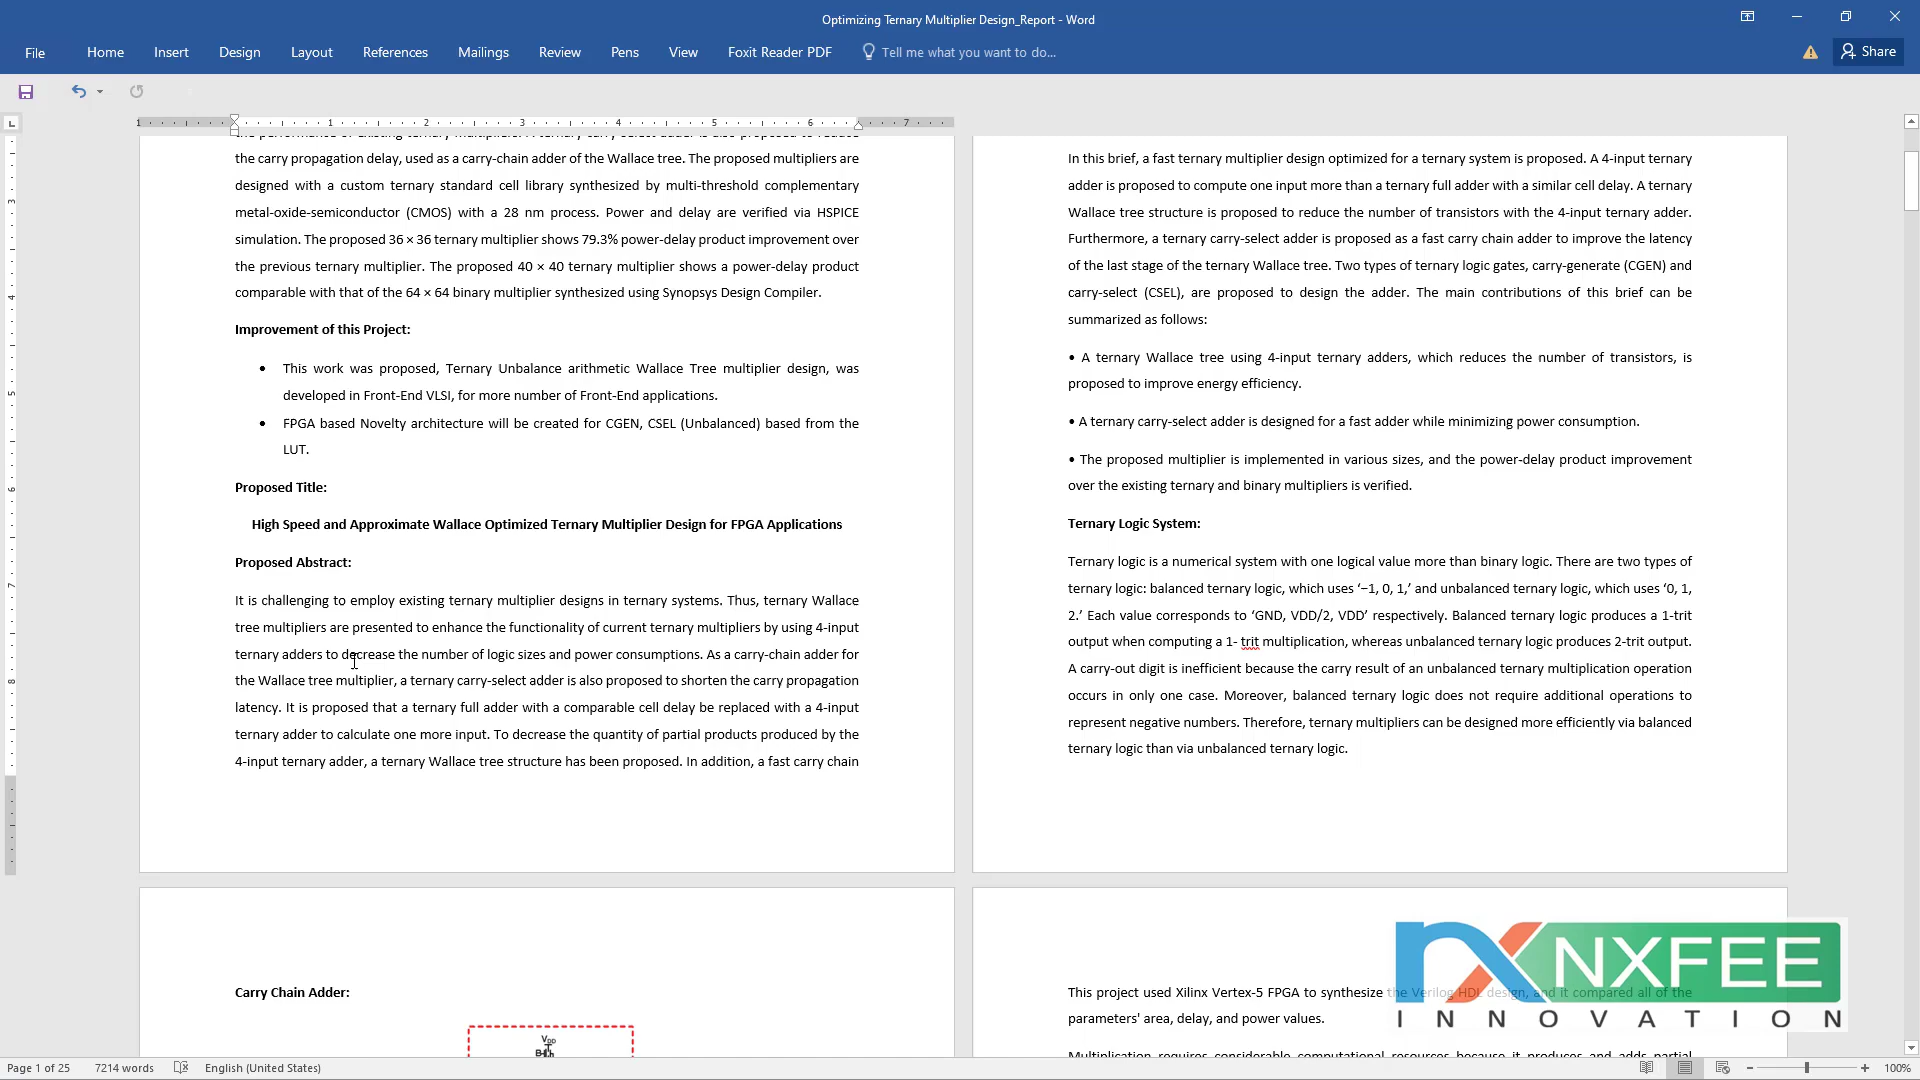 Optimizing Ternary Multiplier Design_Report - Word
File Home Insert Design Layout References Mailings Review Pens View Foxit Reader PDF Tell me what you want to do... Share
the carry propagation delay, used as a carry-chain adder of the Wallace tree. The proposed multipliers are
designed with a custom ternary standard cell library synthesized by multi-threshold complementary
metal-oxide-semiconductor (CMOS) with a 28 nm process. Power and delay are verified via HSPICE
simulation. The proposed 36 × 36 ternary multiplier shows 79.3% power-delay product improvement over
the previous ternary multiplier. The proposed 40 × 40 ternary multiplier shows a power-delay product
comparable with that of the 64 × 64 binary multiplier synthesized using Synopsys Design Compiler.
Improvement of this Project:
• This work was proposed, Ternary Unbalance arithmetic Wallace Tree multiplier design, was
developed in Front-End VLSI, for more number of Front-End applications.
• FPGA based Novelty architecture will be created for CGEN, CSEL (Unbalanced) based from the
LUT.
Proposed Title:
High Speed and Approximate Wallace Optimized Ternary Multiplier Design for FPGA Applications
Proposed Abstract:
It is challenging to employ existing ternary multiplier designs in ternary systems. Thus, ternary Wallace
tree multipliers are presented to enhance the functionality of current ternary multipliers by using 4-input
ternary adders to decrease the number of logic sizes and power consumptions. As a carry-chain adder for
the Wallace tree multiplier, a ternary carry-select adder is also proposed to shorten the carry propagation
latency. It is proposed that a ternary full adder with a comparable cell delay be replaced with a 4-input
ternary adder to calculate one more input. To decrease the quantity of partial products produced by the
4-input ternary adder, a ternary Wallace tree structure has been proposed. In addition, a fast carry chain
In this brief, a fast ternary multiplier design optimized for a ternary system is proposed. A 4-input ternary
adder is proposed to compute one input more than a ternary full adder with a similar cell delay. A ternary
Wallace tree structure is proposed to reduce the number of transistors with the 4-input ternary adder.
Furthermore, a ternary carry-select adder is proposed as a fast carry chain adder to improve the latency
of the last stage of the ternary Wallace tree. Two types of ternary logic gates, carry-generate (CGEN) and
carry-select (CSEL), are proposed to design the adder. The main contributions of this brief can be
summarized as follows:
• A ternary Wallace tree using 4-input ternary adders, which reduces the number of transistors, is
proposed to improve energy efficiency.
• A ternary carry-select adder is designed for a fast adder while minimizing power consumption.
• The proposed multiplier is implemented in various sizes, and the power-delay product improvement
over the existing ternary and binary multipliers is verified.
Ternary Logic System:
Ternary logic is a numerical system with one logical value more than binary logic. There are two types of
ternary logic: balanced ternary logic, which uses ‘−1, 0, 1,’ and unbalanced ternary logic, which uses ‘0, 1,
2.’ Each value corresponds to ‘GND, VDD/2, VDD’ respectively. Balanced ternary logic produces a 1-trit
output when computing a 1- trit multiplication, whereas unbalanced ternary logic produces 2-trit output.
A carry-out digit is inefficient because the carry result of an unbalanced ternary multiplication operation
occurs in only one case. Moreover, balanced ternary logic does not require additional operations to
represent negative numbers. Therefore, ternary multipliers can be designed more efficiently via balanced
ternary logic than via unbalanced ternary logic.
Carry Chain Adder:
VDD
This project used Xilinx Vertex-5 FPGA to synthesize the Verilog HDL design, and it compared all of the
parameters' area, delay, and power values.
Multiplication requires considerable computational resources because it produces and adds partial
NXFEE
INNOVATION
Page 1 of 25 7214 words English (United States) 100%